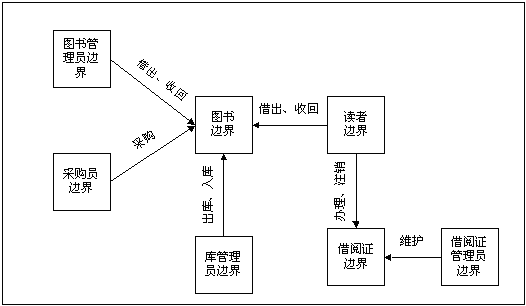 图书管
理员边
界
借出、收回
图书
边界
借出、收回
读者
边界
采购员
边界
采购
出库、入库
办理、注销
库管理
员边界
借阅证
边界
维护
借阅证
管理员
边界